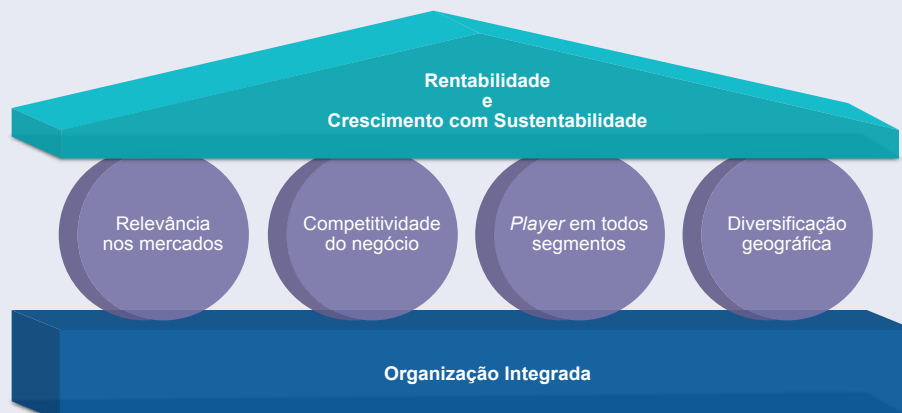 Rentabilidade
e
Crescimento com Sustentabilidade
Relevância
nos mercados
Competitividade
do negócio
Player em todos
segmentos
Diversificação
geográfica
Organização Integrada